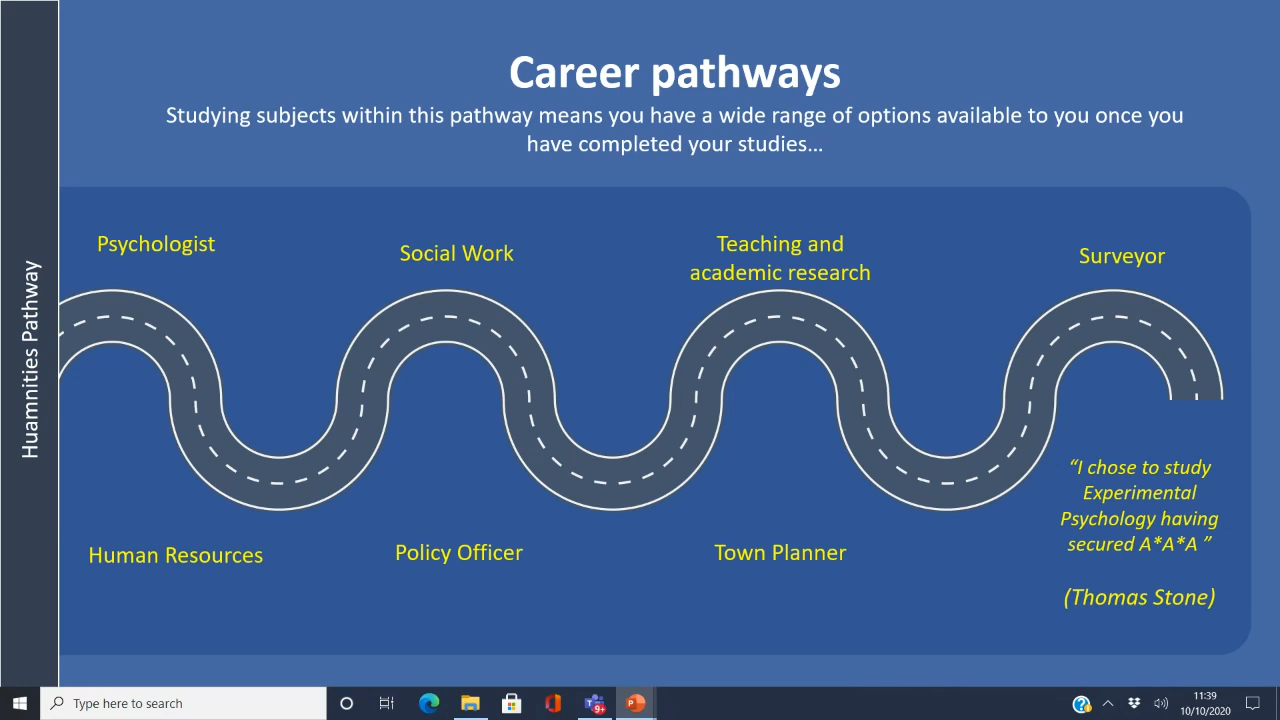 Career pathways
Studying subjects within this pathway means you have a wide range of options available to you once you
have completed your studies...
Huamnities Pathway
Psychologist
Social Work
Teaching and
academic research
Surveyor
Human Resources
Policy Officer
Town Planner
“I chose to study
Experimental
Psychology having
secured A*A*A ”
(Thomas Stone)
Type here to search
9+
11:39
10/10/2020